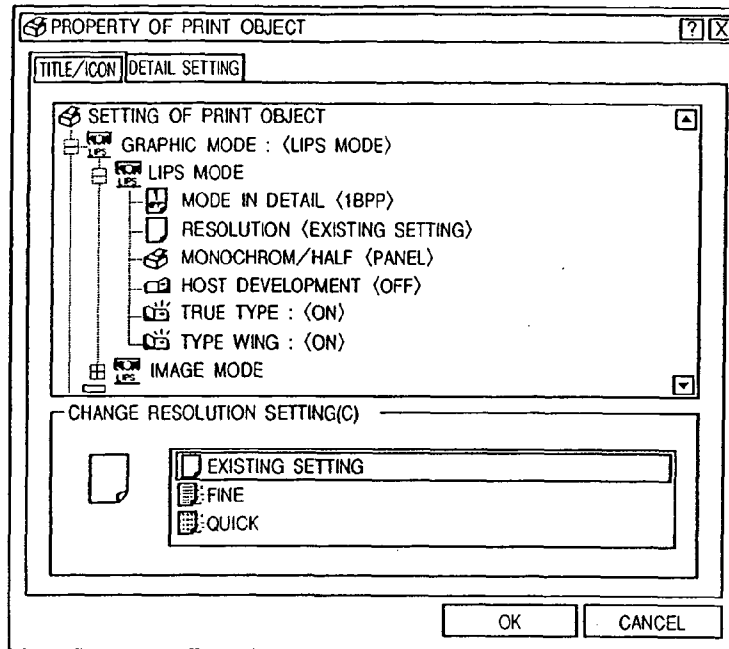 PROPERTY OF PRINT OBJECT ? X
TITLE/ICON DETAIL SETTING
SETTING OF PRINT OBJECT
GRAPHIC MODE : ⟨LIPS MODE⟩
LIPS MODE
MODE IN DETAIL ⟨1BPP⟩
RESOLUTION ⟨EXISTING SETTING⟩
MONOCHROM/HALF ⟨PANEL⟩
HOST DEVELOPMENT ⟨OFF⟩
TRUE TYPE : ⟨ON⟩
TYPE WING : ⟨ON⟩
IMAGE MODE
CHANGE RESOLUTION SETTING(C)
EXISTING SETTING
FINE
QUICK
OK CANCEL